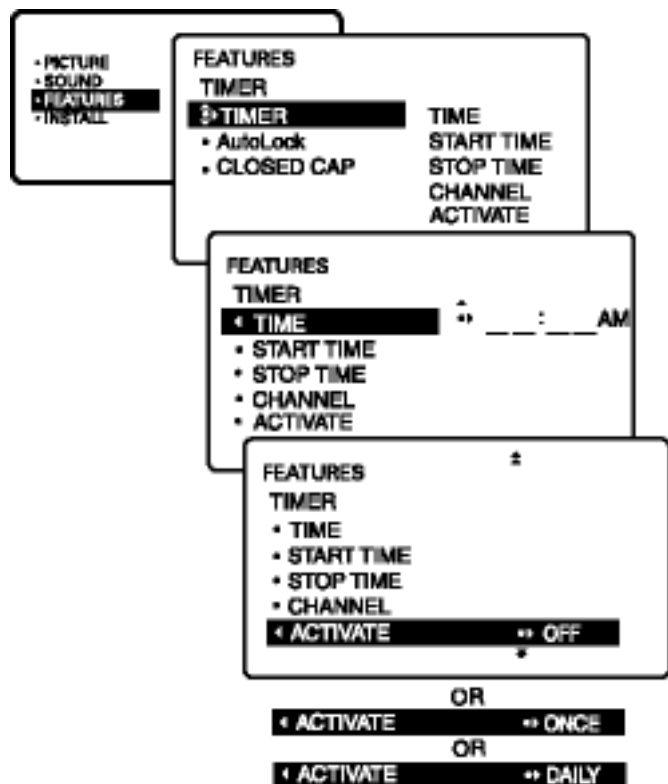 • PICTURE
• SOUND
• FEATURES
• INSTALL
FEATURES
TIMER
TIMER
• AutoLock
• CLOSED CAP
TIME
START TIME
STOP TIME
CHANNEL
ACTIVATE
FEATURES
TIMER
TIME __:__AM
• START TIME
• STOP TIME
• CHANNEL
• ACTIVATE
FEATURES
TIMER
• TIME
• START TIME
• STOP TIME
• CHANNEL
ACTIVATE OFF
OR
ACTIVATE ONCE
OR
ACTIVATE DAILY